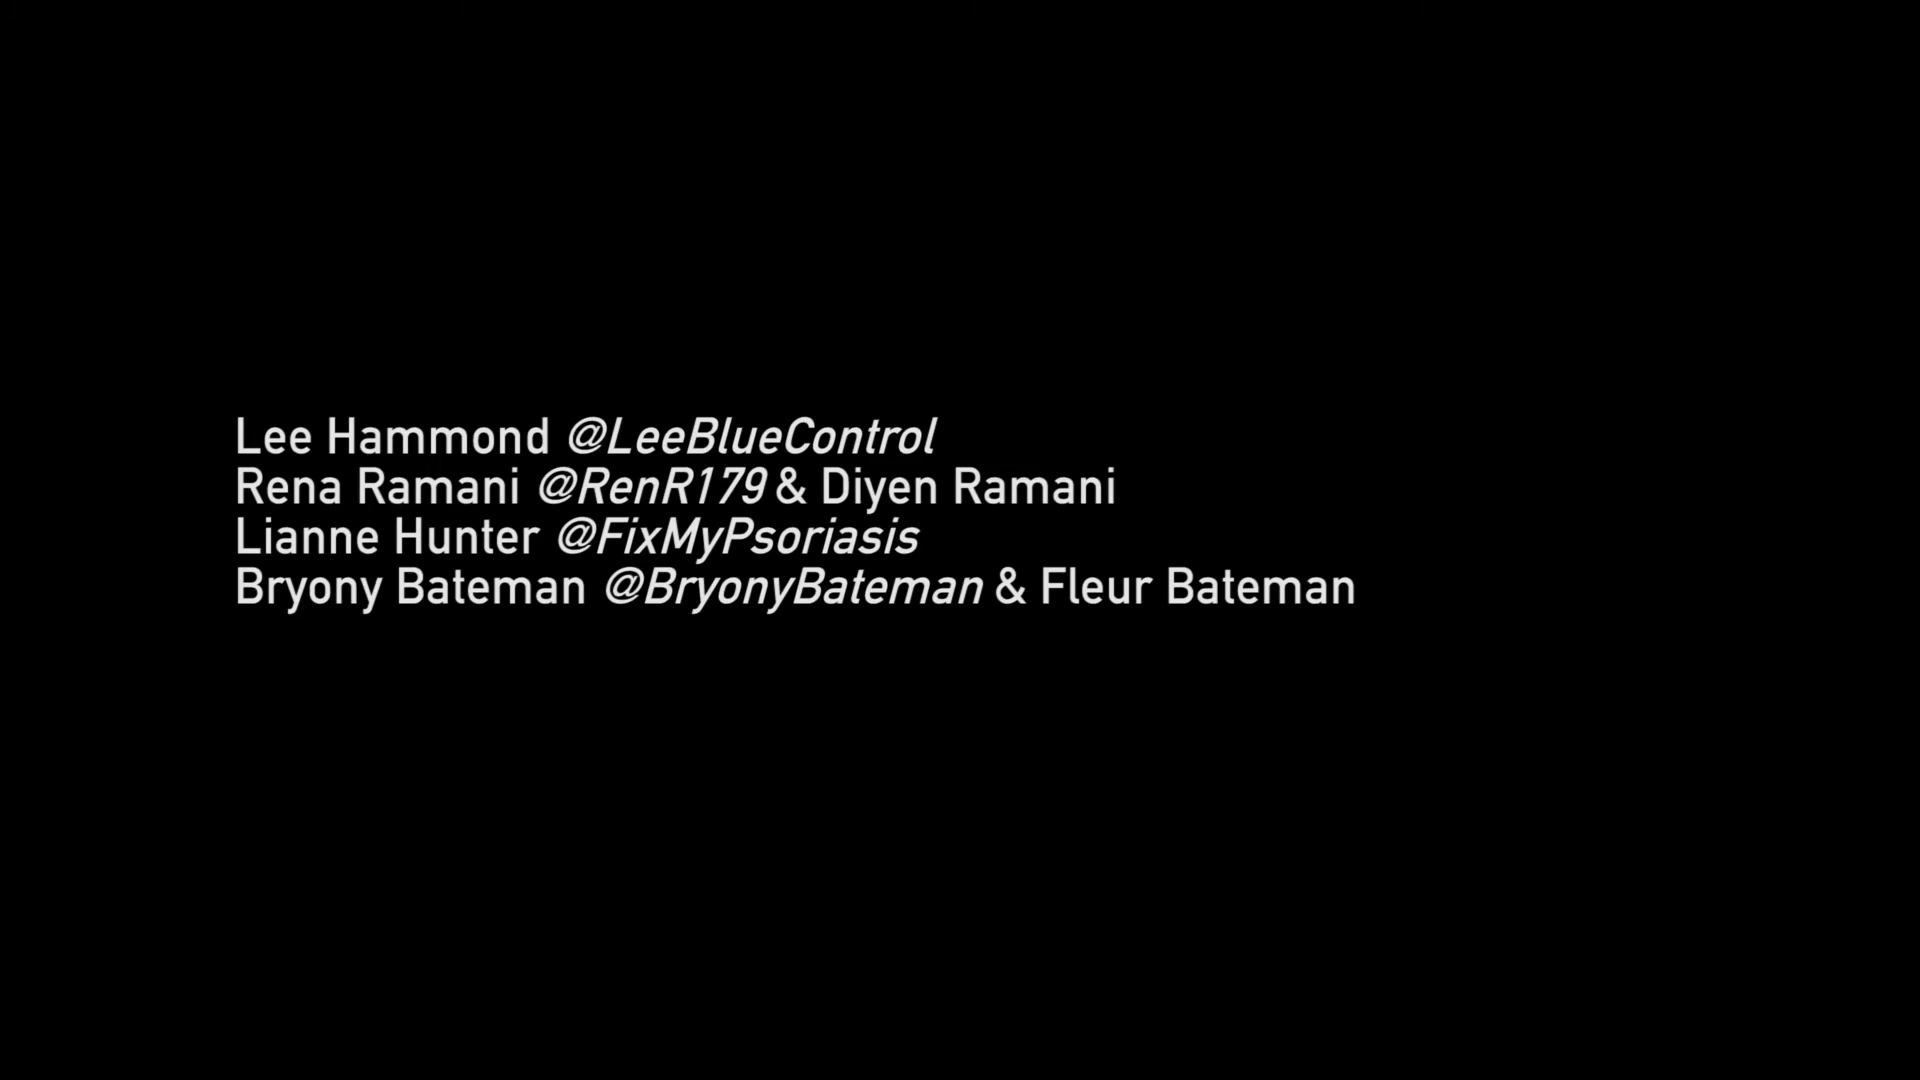 Lee Hammond @LeeBlueControl
Rena Ramani @RenR179 & Diyen Ramani
Lianne Hunter @FixMyPsoriasis
Bryony Bateman @BryonyBateman & Fleur Bateman